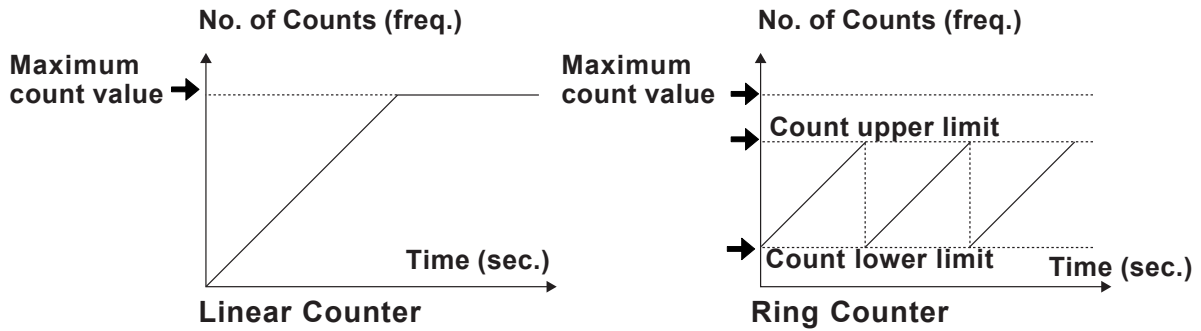 No. of Counts (freq.)
Maximum
count value
Time (sec.)
Linear Counter
No. of Counts (freq.)
Maximum
count value
Count upper limit
Count lower limit
Time (sec.)
Ring Counter